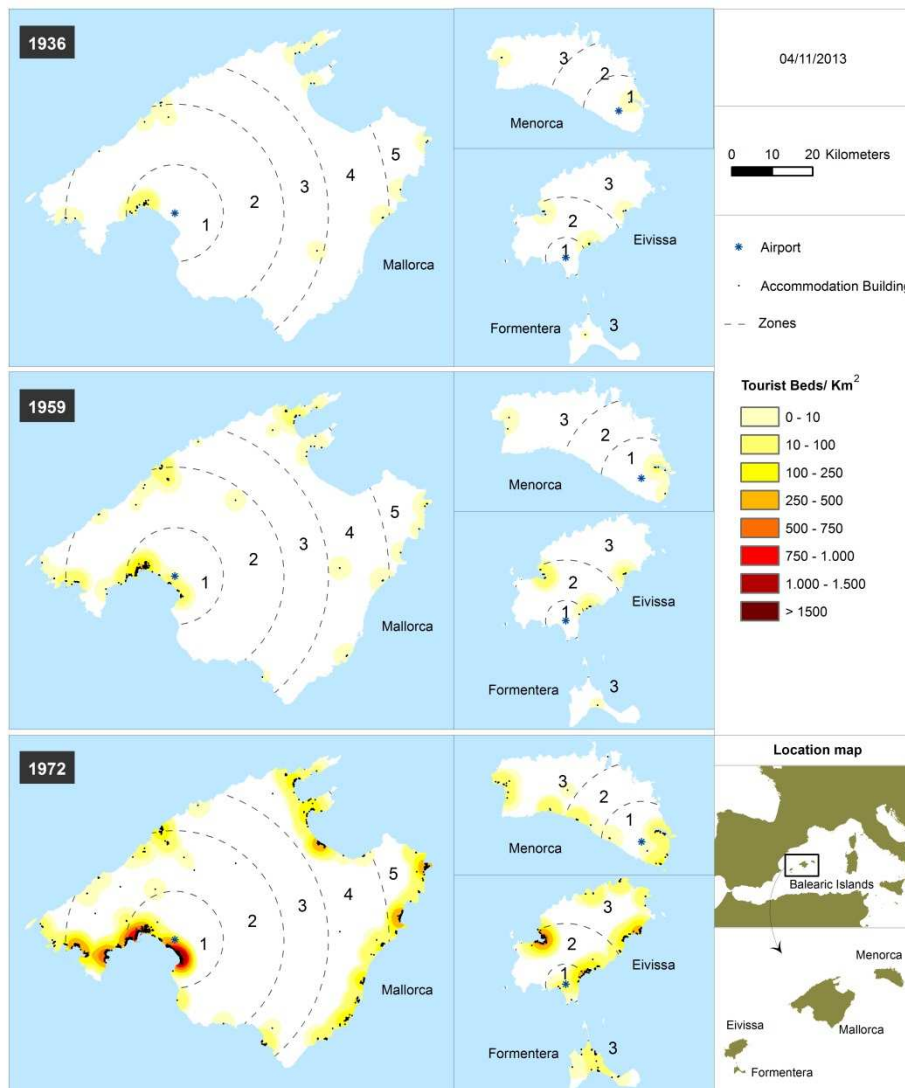 1936
1
2
3
4
5
Mallorca
3
2
1
Menorca
3
2
1
Eivissa
Formentera
3
1959
1
2
3
4
5
Mallorca
3
2
1
Menorca
3
2
1
Eivissa
Formentera
3
1972
1
2
3
4
5
Mallorca
3
2
1
Menorca
3
2
1
Eivissa
Formentera
3
04/11/2013
0 10 20 Kilometers
Airport
Accommodation Building
Zones
Tourist Beds/ Km²
0 - 10
10 - 100
100 - 250
250 - 500
500 - 750
750 - 1.000
1.000 - 1.500
> 1500
Location map
Balearic Islands
Menorca
Mallorca
Eivissa
Formentera